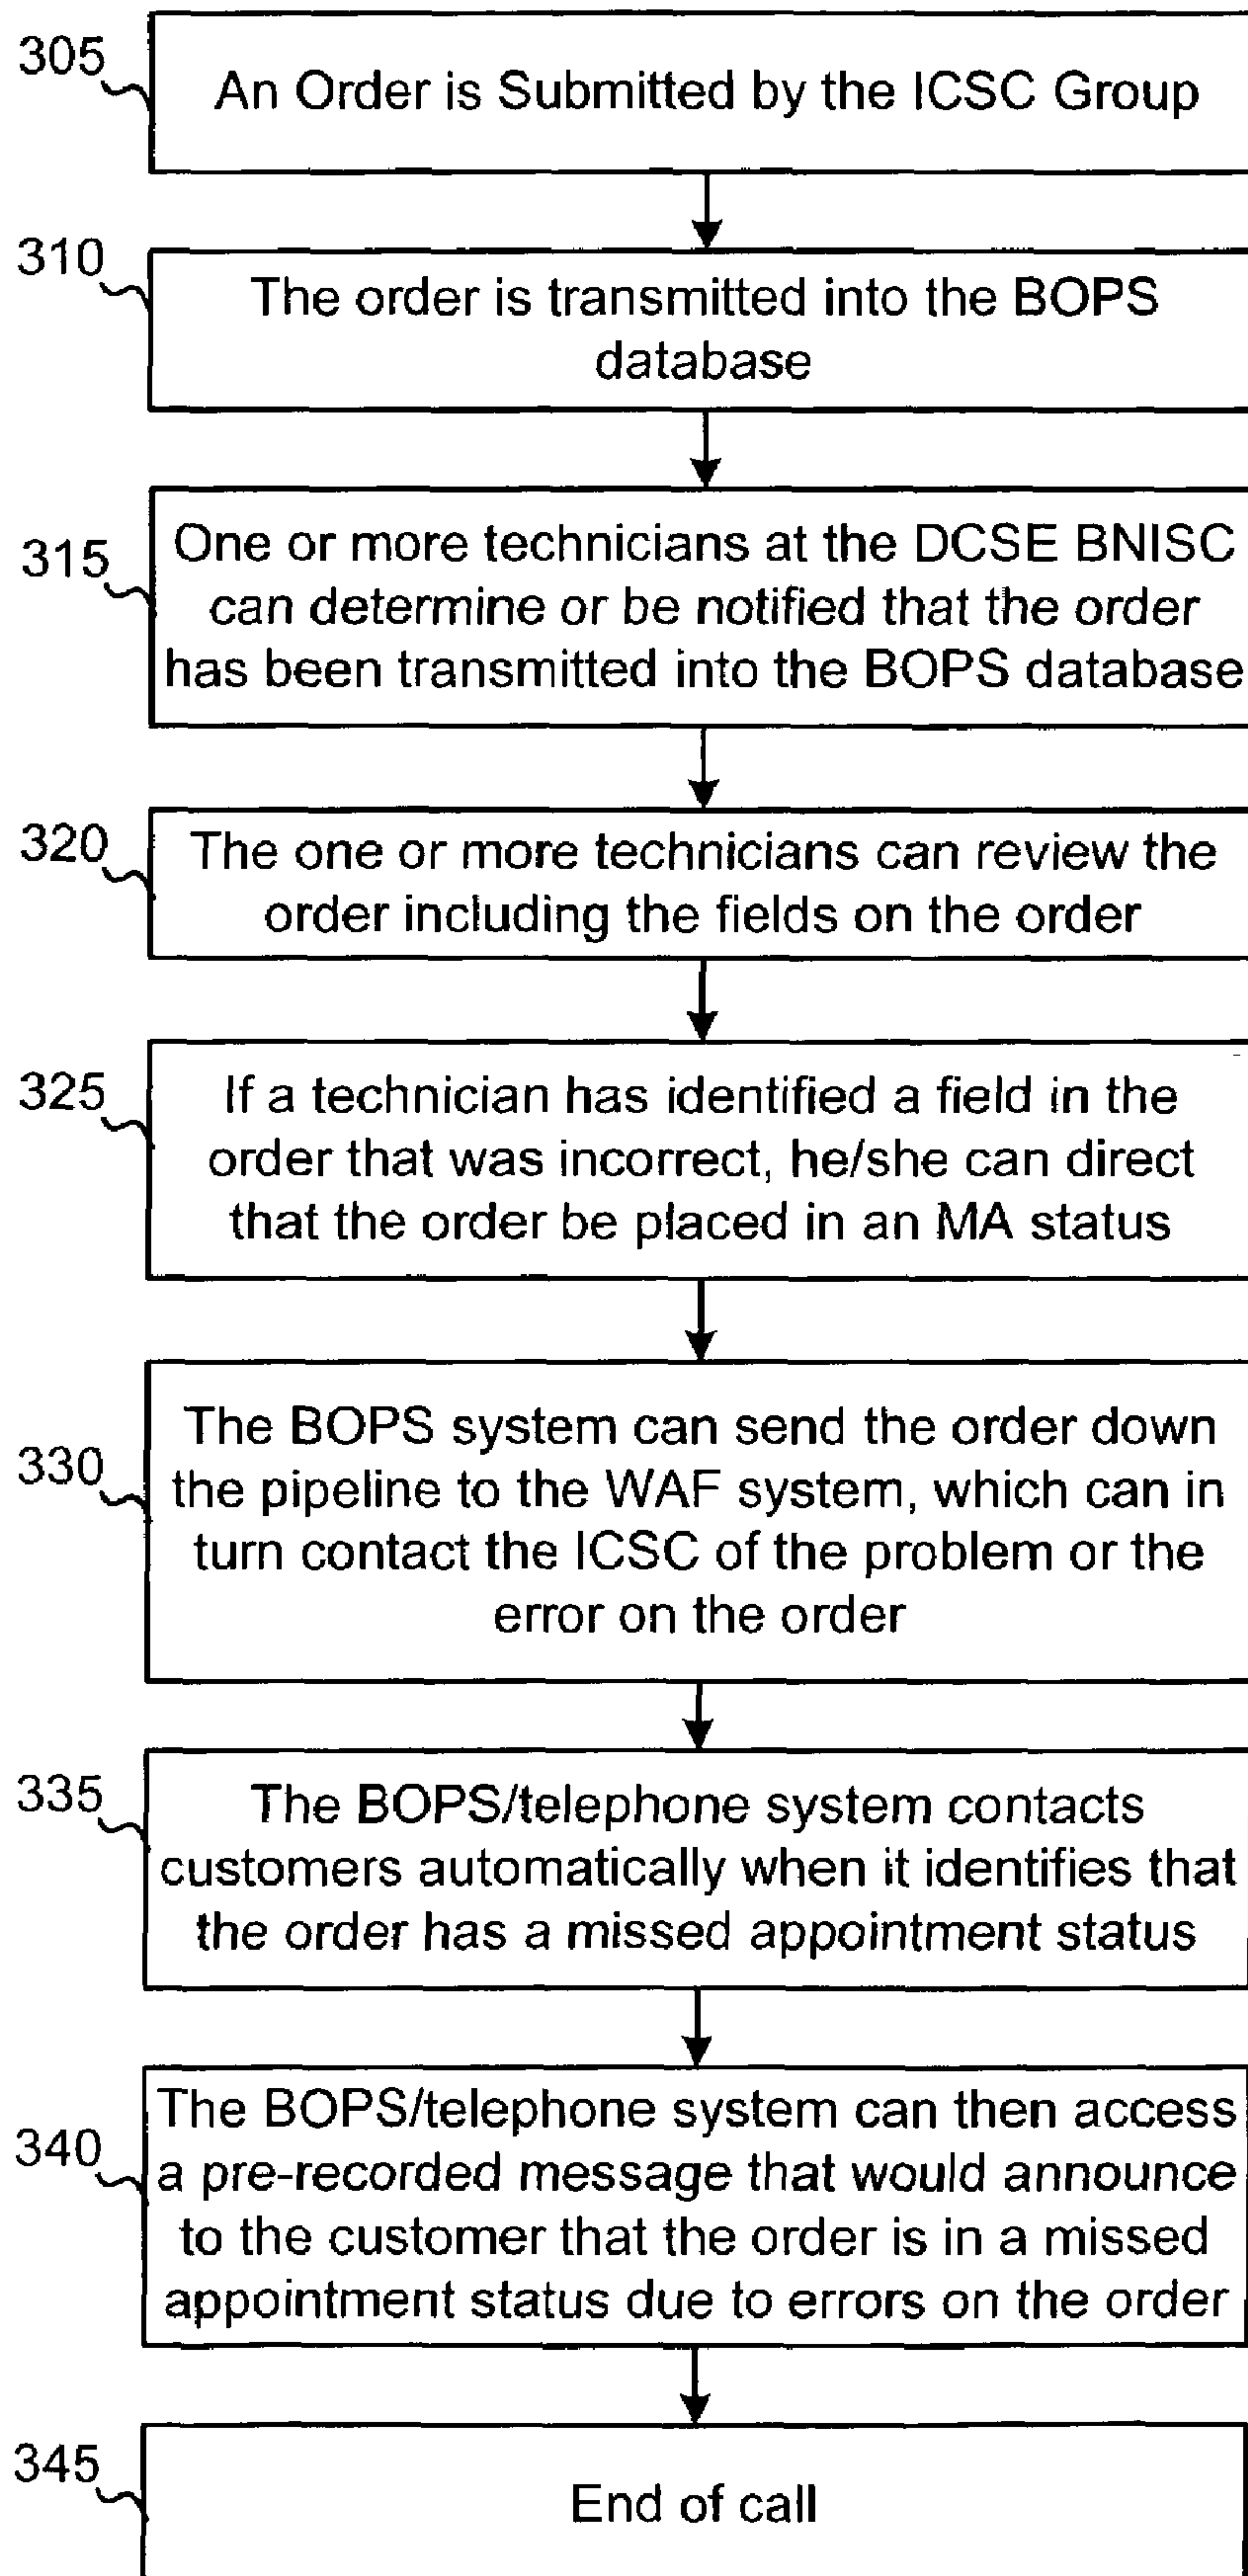 305
An Order is Submitted by the ICSC Group
310
The order is transmitted into the BOPS
database
315
One or more technicians at the DCSE BNISC
can determine or be notified that the order
has been transmitted into the BOPS database
320
The one or more technicians can review the
order including the fields on the order
325
If a technician has identified a field in the
order that was incorrect, he/she can direct
that the order be placed in an MA status
330
The BOPS system can send the order down
the pipeline to the WAF system, which can in
turn contact the ICSC of the problem or the
error on the order
335
The BOPS/telephone system contacts
customers automatically when it identifies that
the order has a missed appointment status
340
The BOPS/telephone system can then access
a pre-recorded message that would announce
to the customer that the order is in a missed
appointment status due to errors on the order
345
End of call